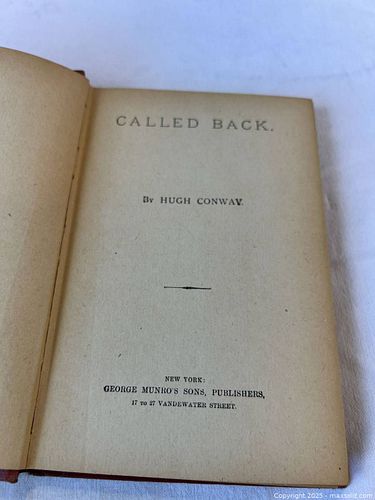 CALLED BACK.
By HUGH CONWAY.
NEW YORK:
GEORGE MUNRO'S SONS, PUBLISHERS,
17 TO 27 VANDEWATER STREET.
Copyright 2025 - maxsold.com